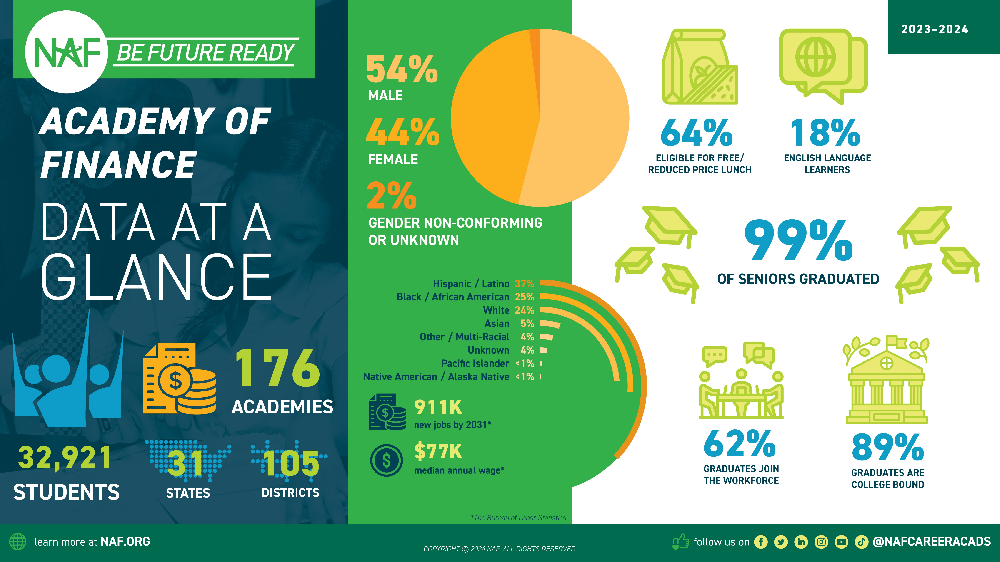 NAF
BE FUTURE READY
ACADEMY OF
FINANCE
DATA AT A
GLANCE
$
176
ACADEMIES
32,921
STUDENTS
31
STATES
105
DISTRICTS
54%
MALE
44%
FEMALE
2%
GENDER NON-CONFORMING
OR UNKNOWN
Hispanic / Latino 37%
Black / African American 25%
White 24%
Asian 5%
Other / Multi-Racial 4%
Unknown 4%
Pacific Islander <1%
Native American / Alaska Native <1%
$
911K
new jobs by 2031*
$
$77K
median annual wage*
*The Bureau of Labor Statistics
2023-2024
64%
ELIGIBLE FOR FREE/
REDUCED PRICE LUNCH
18%
ENGLISH LANGUAGE
LEARNERS
99%
OF SENIORS GRADUATED
62%
GRADUATES JOIN
THE WORKFORCE
89%
GRADUATES ARE
COLLEGE BOUND
learn more at NAF.ORG
COPYRIGHT © 2024 NAF. ALL RIGHTS RESERVED.
follow us on @NAFCAREERACADS